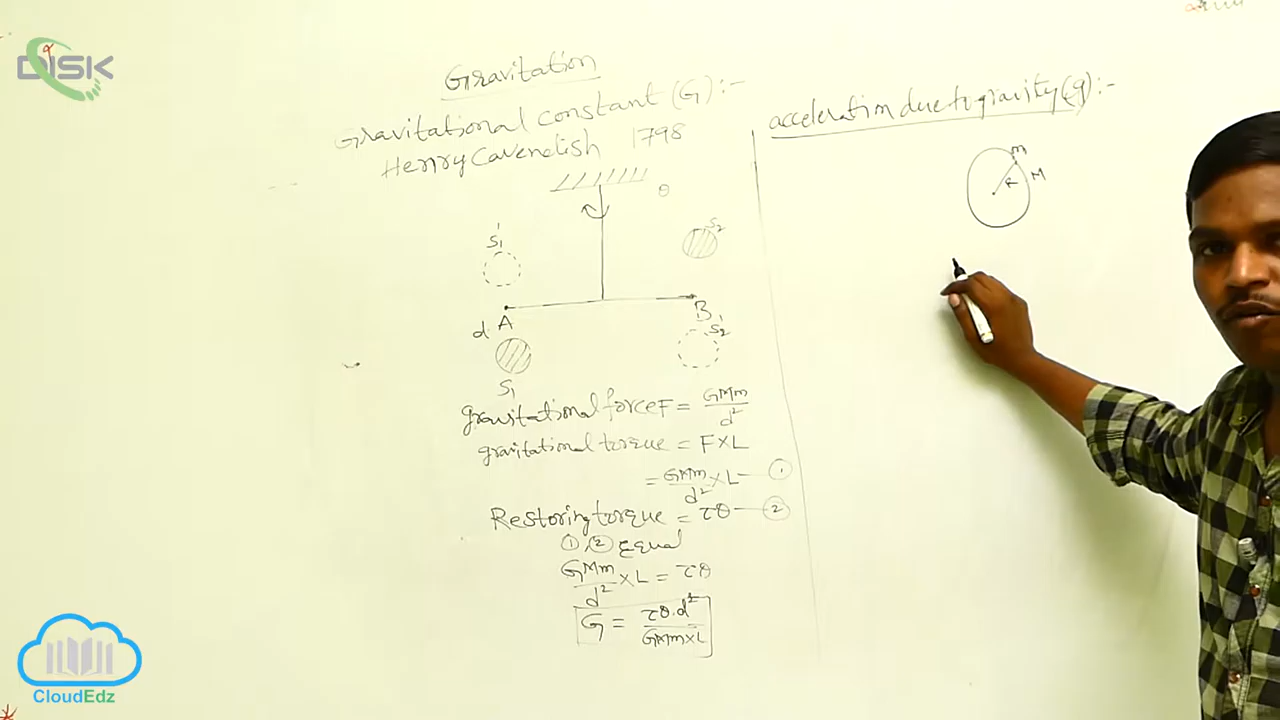 DISK
Gravitation
Gravitational constant (G) :-
Henry Cavendish 1798
θ
S₁'
S₂
A
B
d
S₂'
S₁
gravitational force F = GMm/d²
gravitational torque = F×L
= GMm/d² × L — ①
Restoring torque = τθ — ②
①, ② equal
GMm/d² × L = τθ
G = τθ.d²/GMm×L
acceleration due to gravity (g) :-
m
R
M
CloudEdz